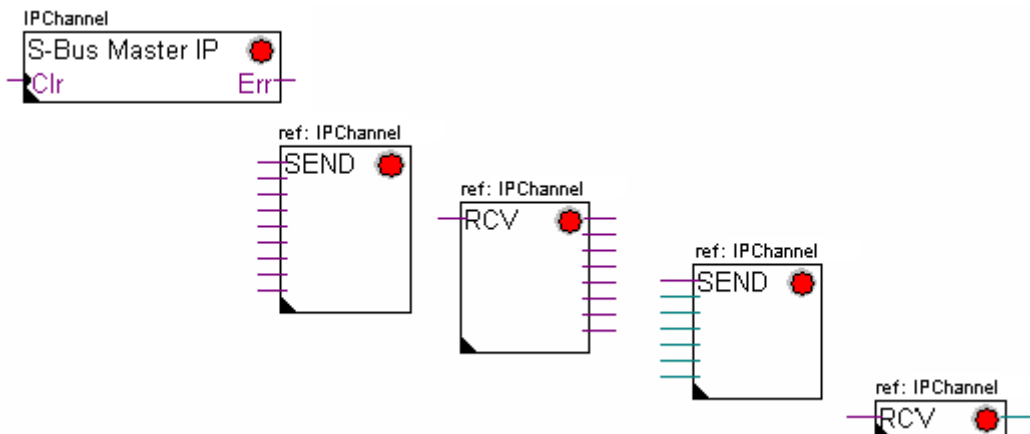 IPChannel
S-Bus Master IP
Clr Err
ref: IPChannel
SEND
ref: IPChannel
RCV
ref: IPChannel
SEND
ref: IPChannel
RCV